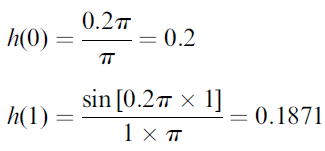 h(0) = 0.2π/π = 0.2
h(1) = sin [0.2π × 1]/1 × π = 0.1871